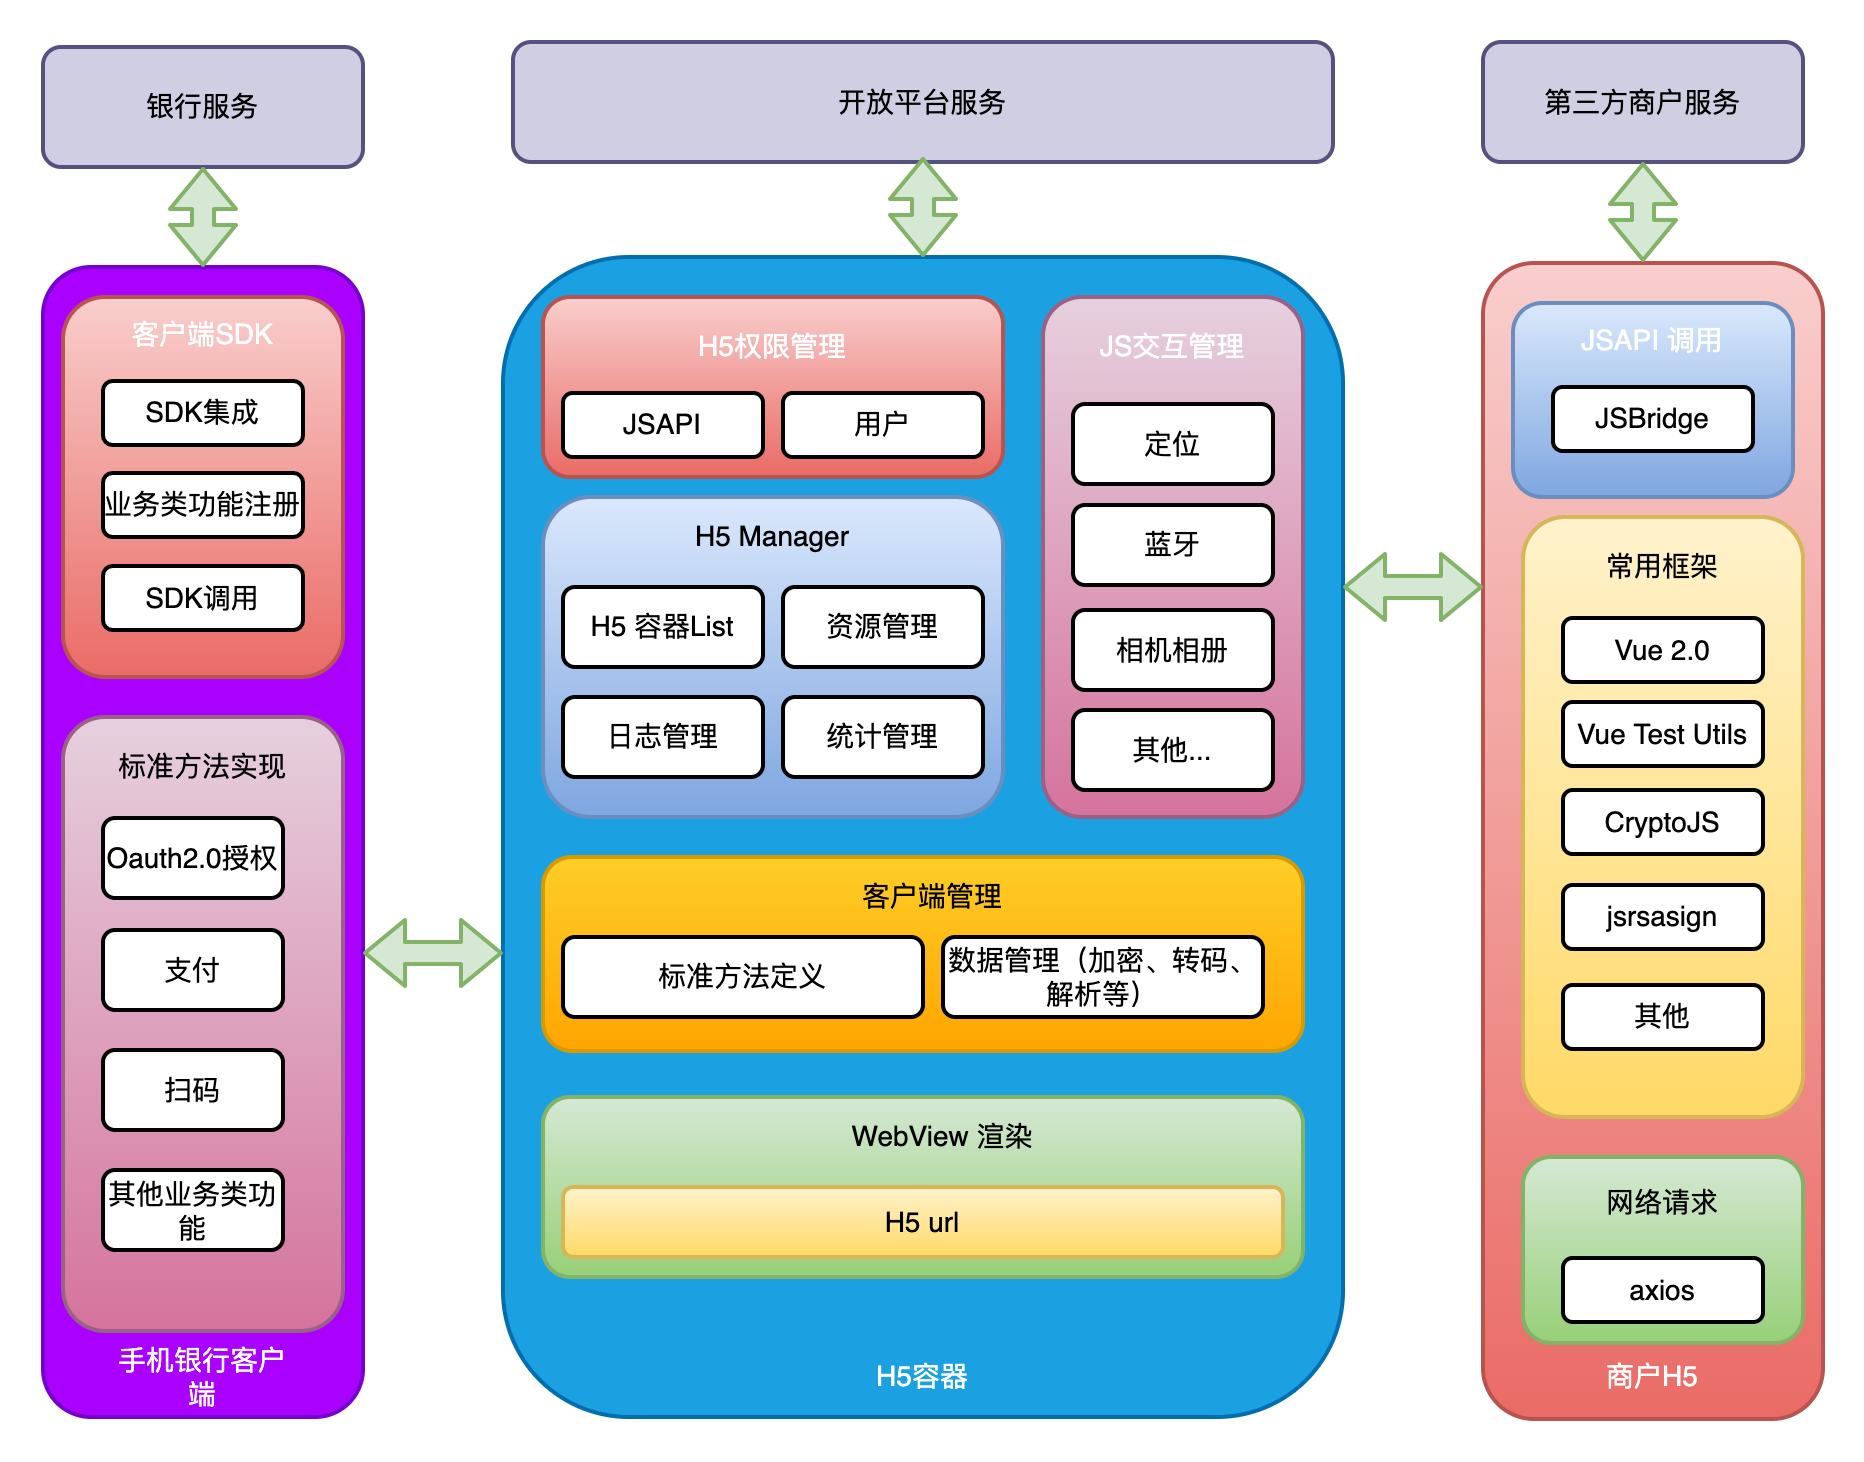 银行服务
开放平台服务
第三方商户服务
客户端SDK
SDK集成
业务类功能注册
SDK调用
标准方法实现
Oauth2.0授权
支付
扫码
其他业务类功
能
手机银行客户
端
H5权限管理
JSAPI
用户
H5 Manager
H5 容器List
资源管理
日志管理
统计管理
JS交互管理
定位
蓝牙
相机相册
其他...
客户端管理
标准方法定义
数据管理（加密、转码、
解析等）
WebView 渲染
H5 url
H5容器
JSAPI 调用
JSBridge
常用框架
Vue 2.0
Vue Test Utils
CryptoJS
jsrsasign
其他
网络请求
axios
商户H5